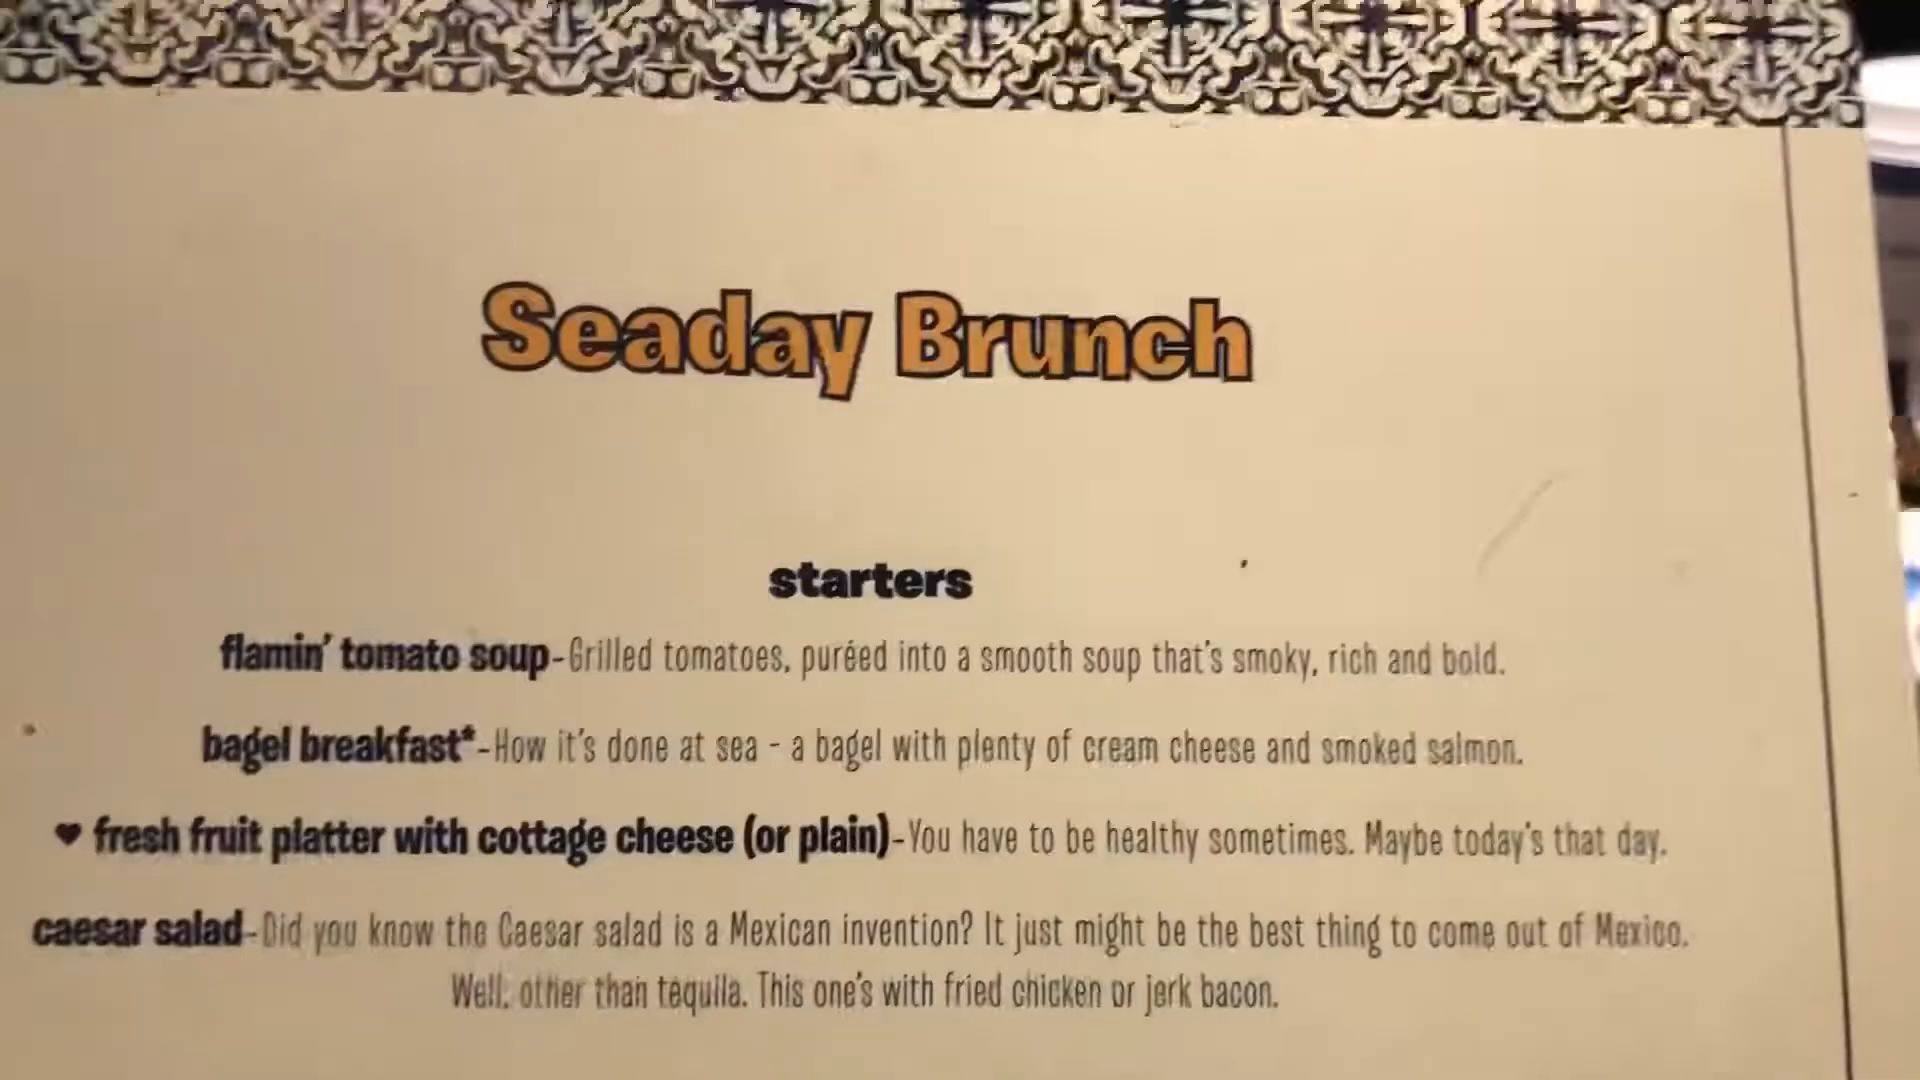 Seaday Brunch
starters
flamin' tomato soup-Grilled tomatoes, puréed into a smooth soup that's smoky, rich and bold.
bagel breakfast*-How it's done at sea - a bagel with plenty of cream cheese and smoked salmon.
♥ fresh fruit platter with cottage cheese (or plain)-You have to be healthy sometimes. Maybe today's that day.
caesar salad-Did you know the Caesar salad is a Mexican invention? It just might be the best thing to come out of Mexico.
Well, other than tequila. This one's with fried chicken or jerk bacon.